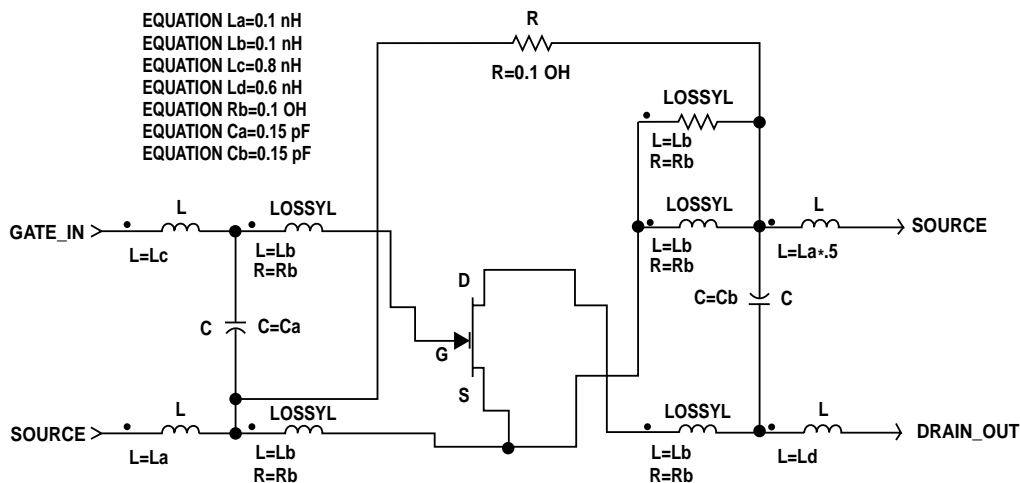 EQUATION La=0.1 nH
EQUATION Lb=0.1 nH
EQUATION Lc=0.8 nH
EQUATION Ld=0.6 nH
EQUATION Rb=0.1 OH
EQUATION Ca=0.15 pF
EQUATION Cb=0.15 pF
R
R=0.1 OH
LOSSYL
L=Lb
R=Rb
GATE_IN
L
L=Lc
LOSSYL
L=Lb
R=Rb
LOSSYL
L=Lb
R=Rb
L
L=La*.5
SOURCE
C
C=Ca
D
G
S
C=Cb
C
SOURCE
L
L=La
LOSSYL
L=Lb
R=Rb
LOSSYL
L=Lb
R=Rb
L
L=Ld
DRAIN_OUT